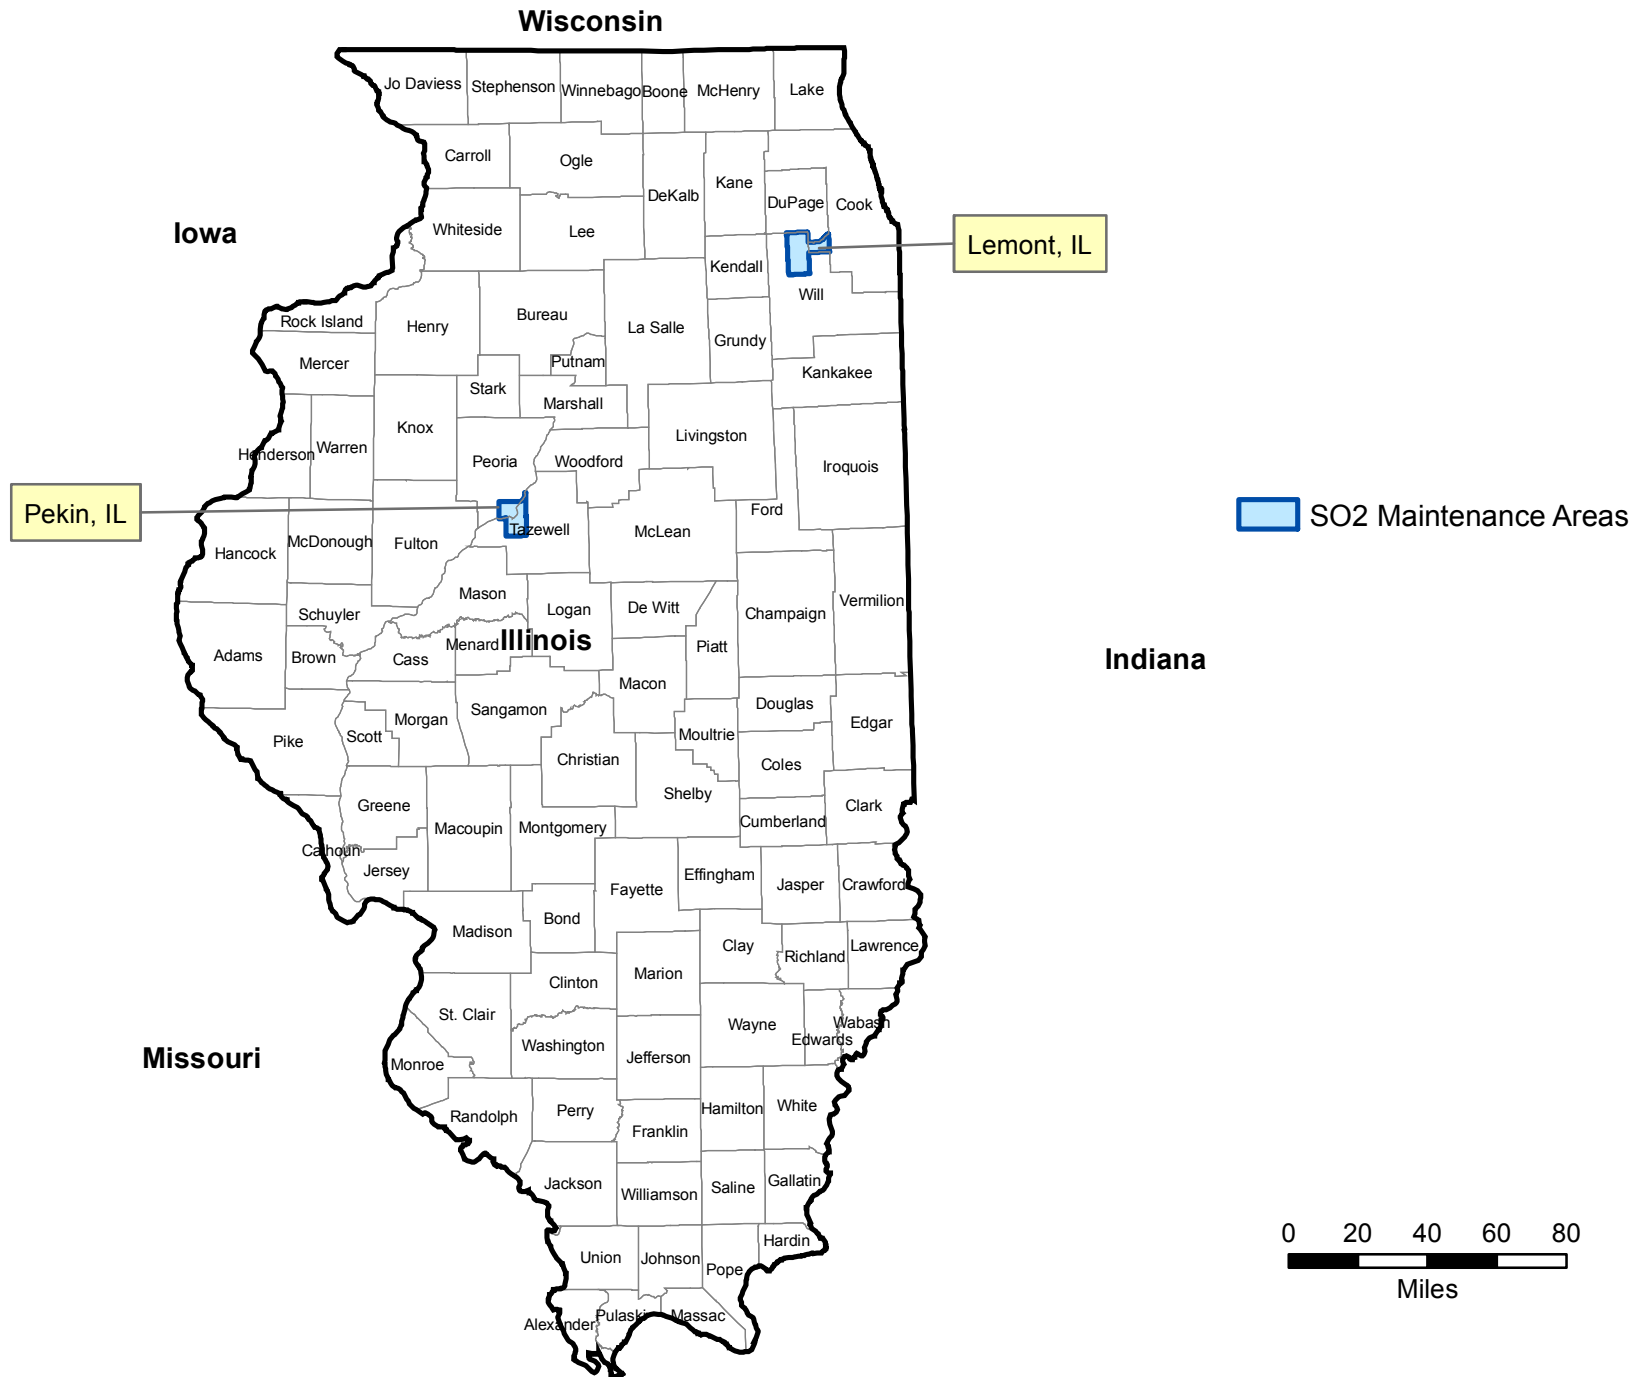 Wisconsin
Jo Daviess
Stephenson
Winnebago
Boone
McHenry
Lake
Carroll
Ogle
DeKalb
Kane
DuPage
Cook
Iowa
Whiteside
Lee
Lemont, IL
Kendall
Will
Rock Island
Henry
Bureau
La Salle
Grundy
Mercer
Putnam
Kankakee
Stark
Marshall
Knox
Livingston
Henderson
Warren
Peoria
Woodford
Iroquois
Pekin, IL
Ford
SO2 Maintenance Areas
Hancock
McDonough
Fulton
Tazewell
McLean
Mason
Logan
De Witt
Champaign
Vermilion
Schuyler
Menard
Illinois
Piatt
Adams
Brown
Cass
Indiana
Macon
Sangamon
Morgan
Douglas
Edgar
Pike
Scott
Moultrie
Christian
Coles
Shelby
Greene
Clark
Macoupin
Montgomery
Cumberland
Calhoun
Jersey
Effingham
Jasper
Crawford
Fayette
Bond
Madison
Clay
Richland
Lawrence
Marion
Clinton
St. Clair
Wayne
Wabash
Edwards
Missouri
Washington
Jefferson
Monroe
Randolph
Perry
Hamilton
White
Franklin
Jackson
Williamson
Saline
Gallatin
Hardin
Union
Johnson
Pope
Alexander
Pulaski
Massac
0 20 40 60 80
Miles